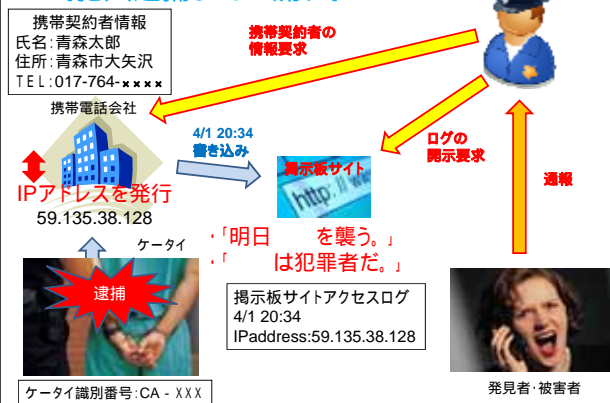 携帯契約者情報
氏名:青森太郎
住所:青森市大矢沢
TEL:017-764-××××
携帯契約者の
情報要求
携帯電話会社
4/1 20:34
書き込み
掲示板サイト
http://ww
ログの
開示要求
通報
IPアドレスを発行
59.135.38.128
ケータイ
・「明日　　を襲う。」
・「　　は犯罪者だ。」
逮捕
掲示板サイトアクセスログ
4/1 20:34
IPaddress:59.135.38.128
ケータイ識別番号:CA-XXX
発見者・被害者